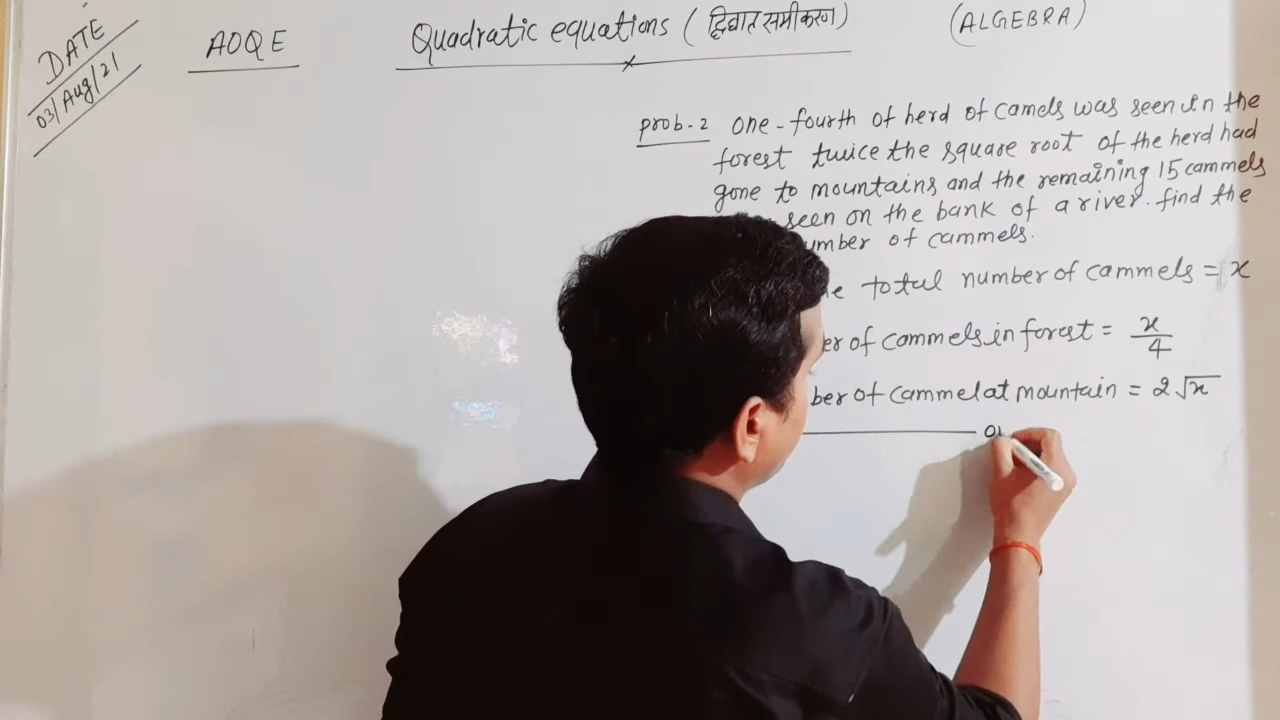 DATE
03/Aug/21
AOQE
Quadratic equations (द्विघात समीकरण)
(ALGEBRA)
prob-2 one-fourth of herd of camels was seen in the
forest twice the square root of the herd had
gone to mountains and the remaining 15 cammels
seen on the bank of a river. find the
number of cammels.
total number of cammels = x
of cammels in forest = x/4
of cammel at mountain = 2√x